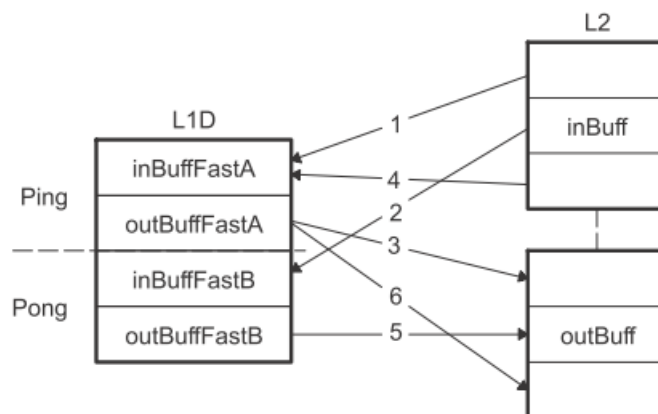 L2
L1D
1
inBuff
inBuffFastA
4
Ping
2
outBuffFastA
3
inBuffFastB
6
Pong
outBuffFastB
5
outBuff